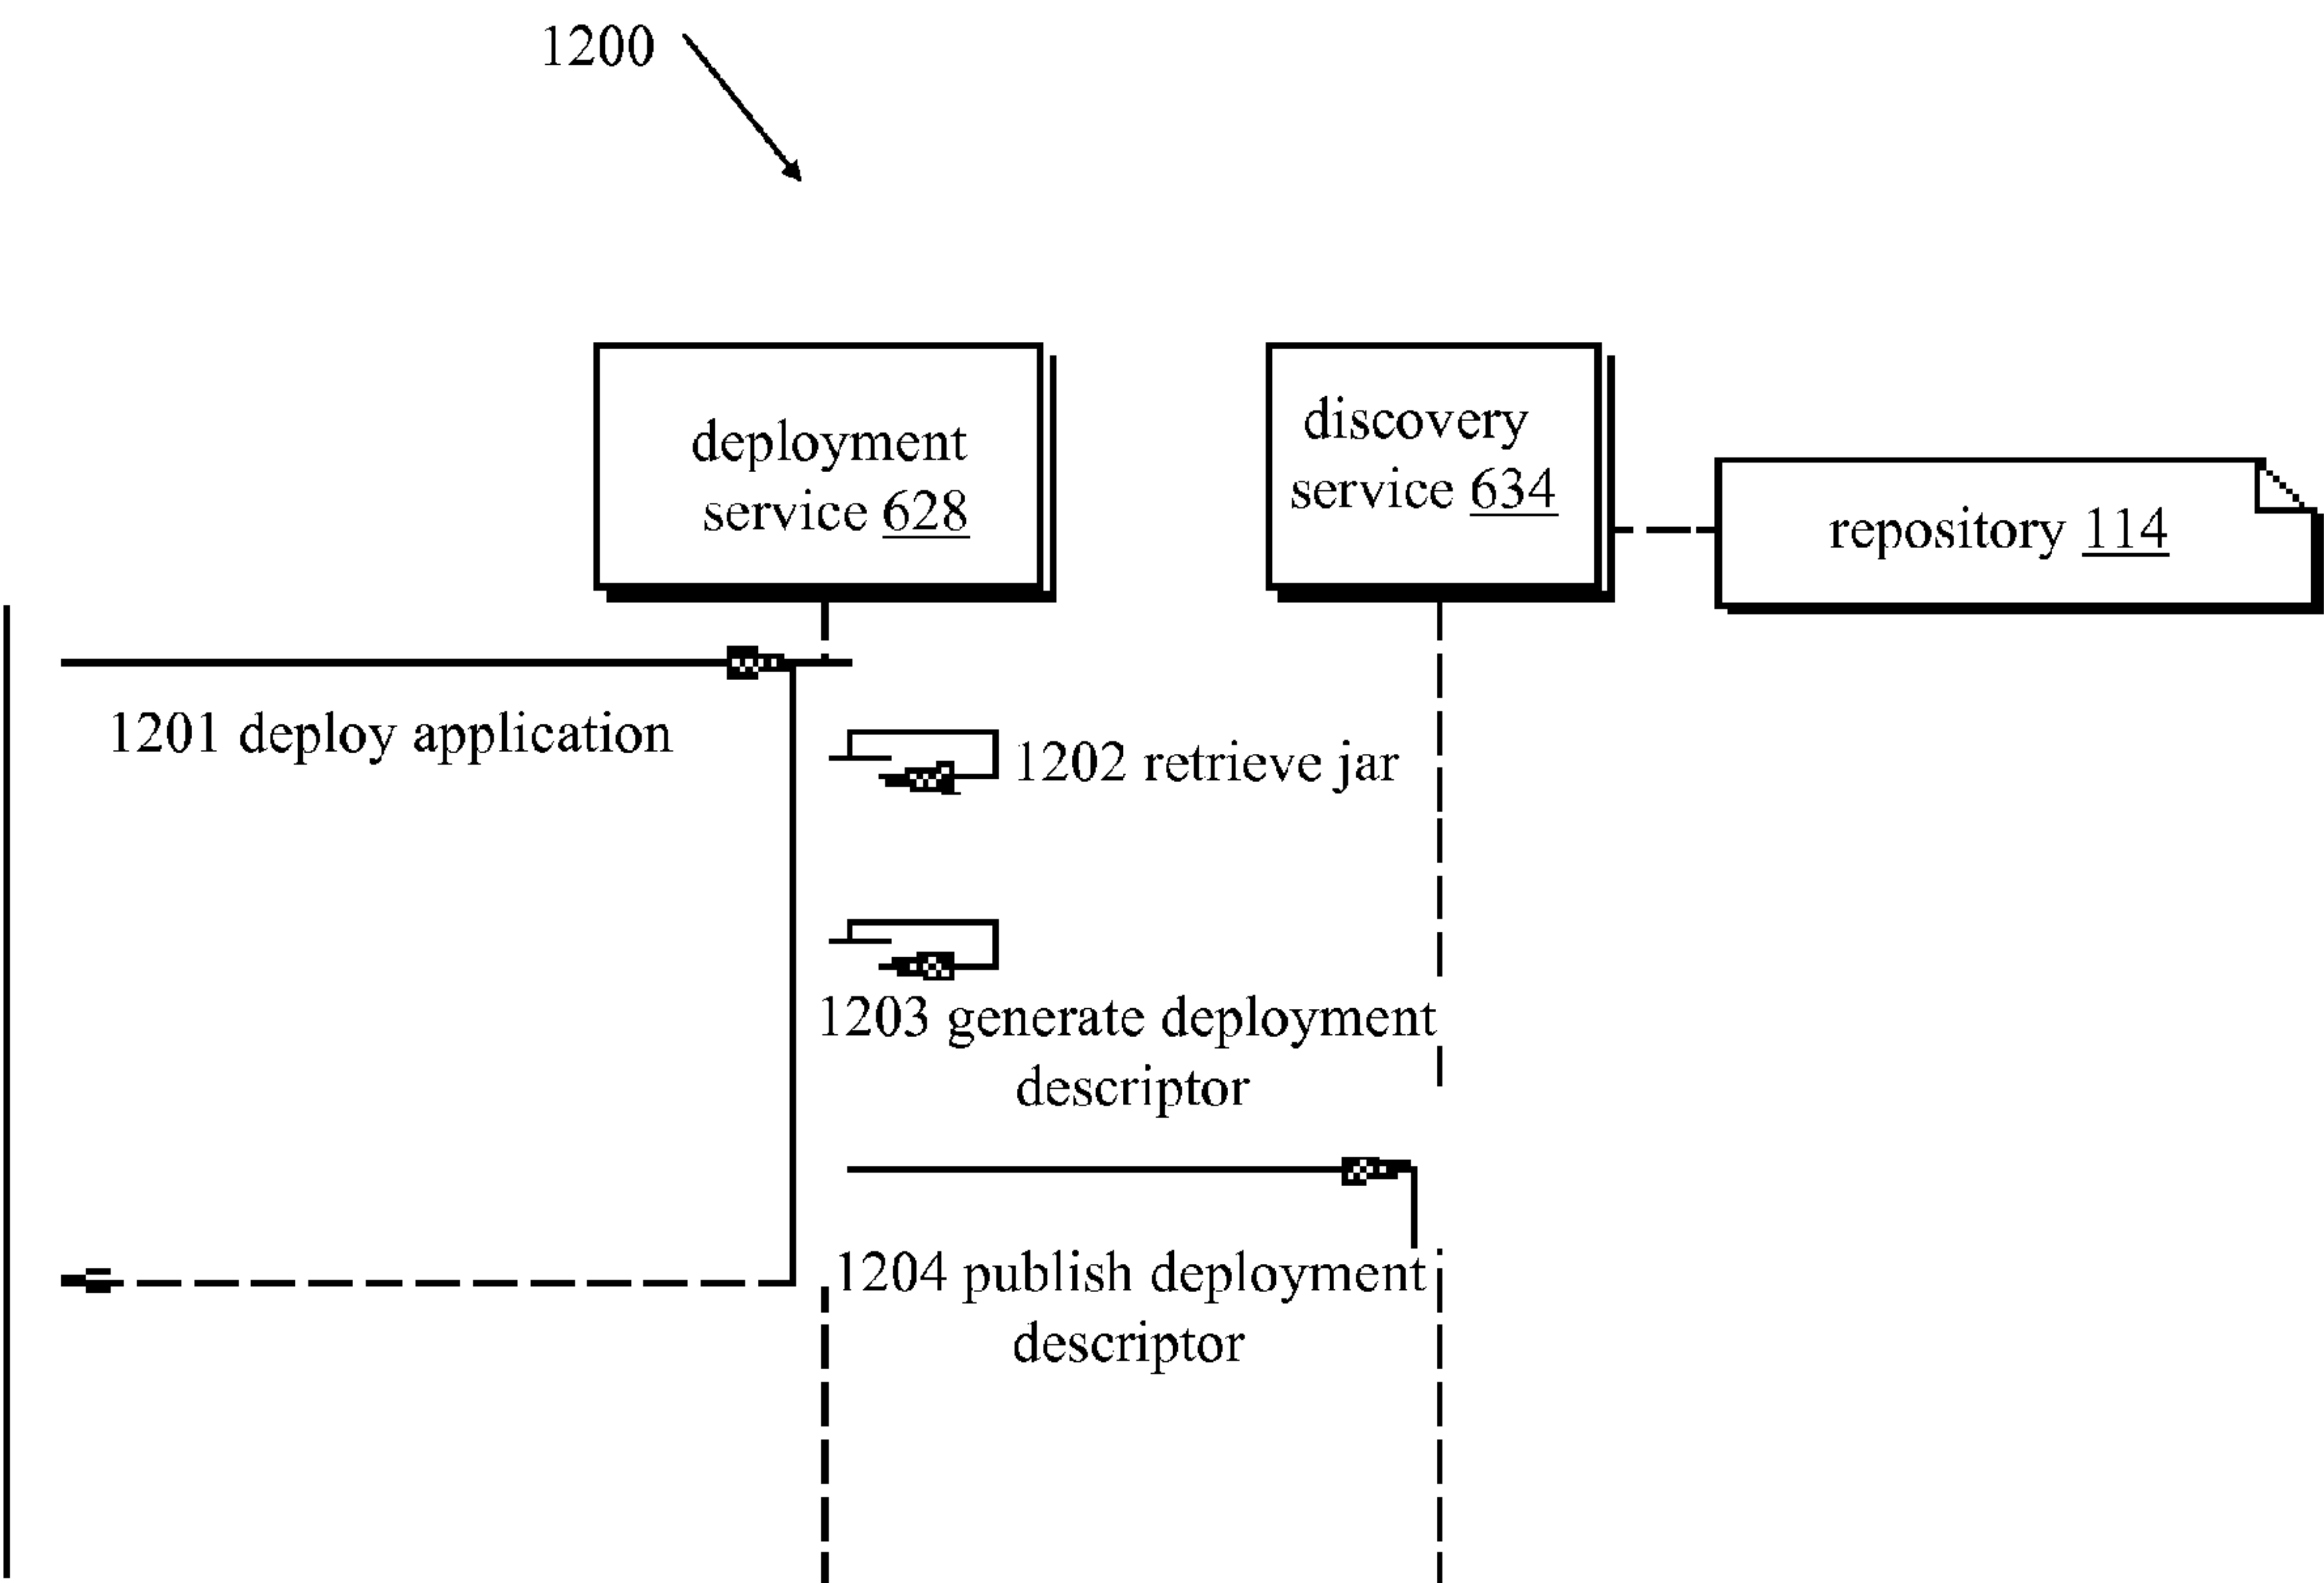 1200
deployment
service 628
discovery
service 634
repository 114
1201 deploy application
1202 retrieve jar
1203 generate deployment
descriptor
1204 publish deployment
descriptor